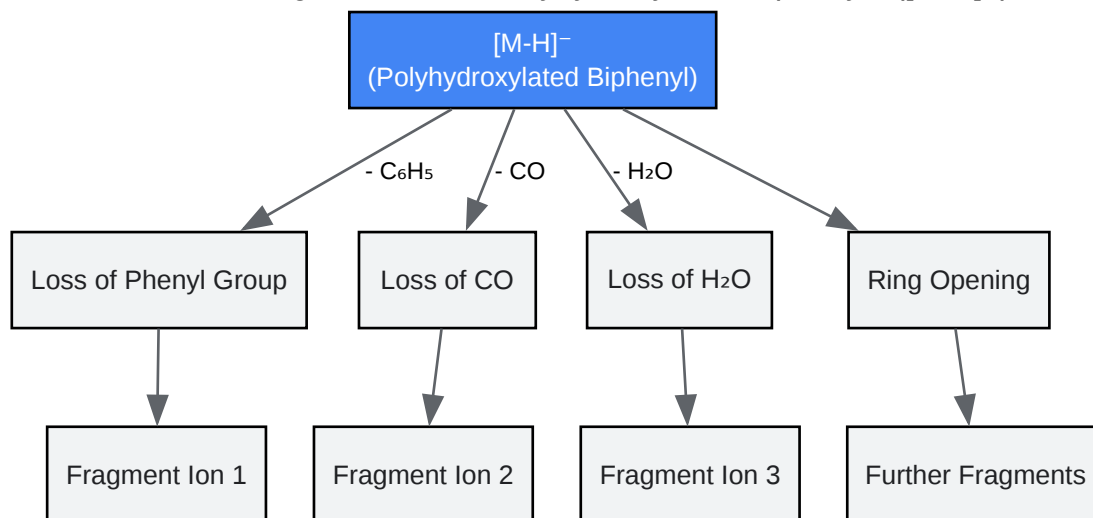 [M-H]⁻
(Polyhydroxylated Biphenyl)
- C₆H₅
- CO
- H₂O
Loss of Phenyl Group
Loss of CO
Loss of H₂O
Ring Opening
Fragment Ion 1
Fragment Ion 2
Fragment Ion 3
Further Fragments